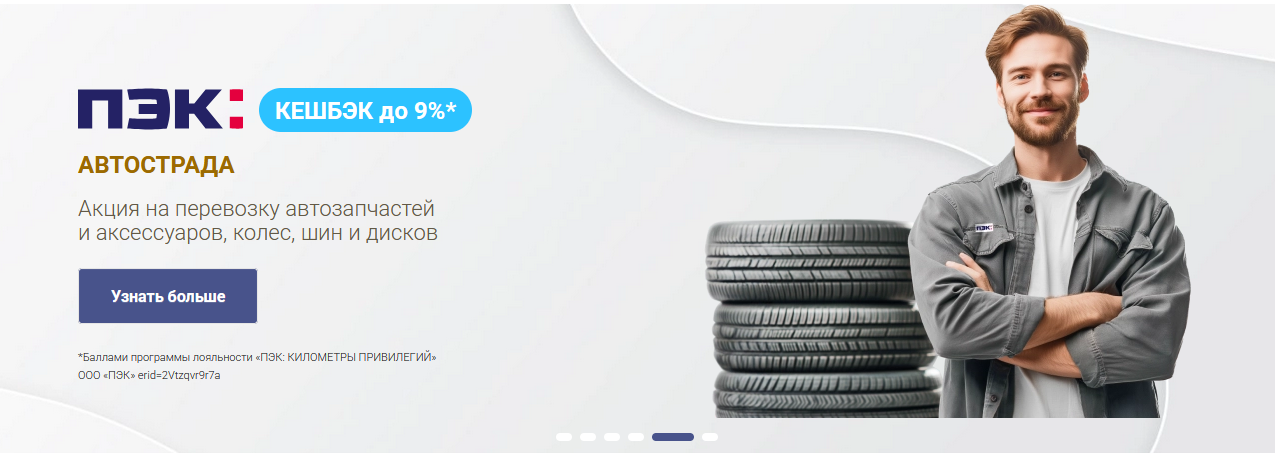 ПЭК:
КЕШБЭК до 9%*
АВТОСТРАДА
Акция на перевозку автозапчастей
и аксессуаров, колес, шин и дисков
Узнать больше
*Баллами программы лояльности «ПЭК: КИЛОМЕТРЫ ПРИВИЛЕГИЙ»
ООО «ПЭК» erid=2Vtzqvr9r7a
ПЭК: